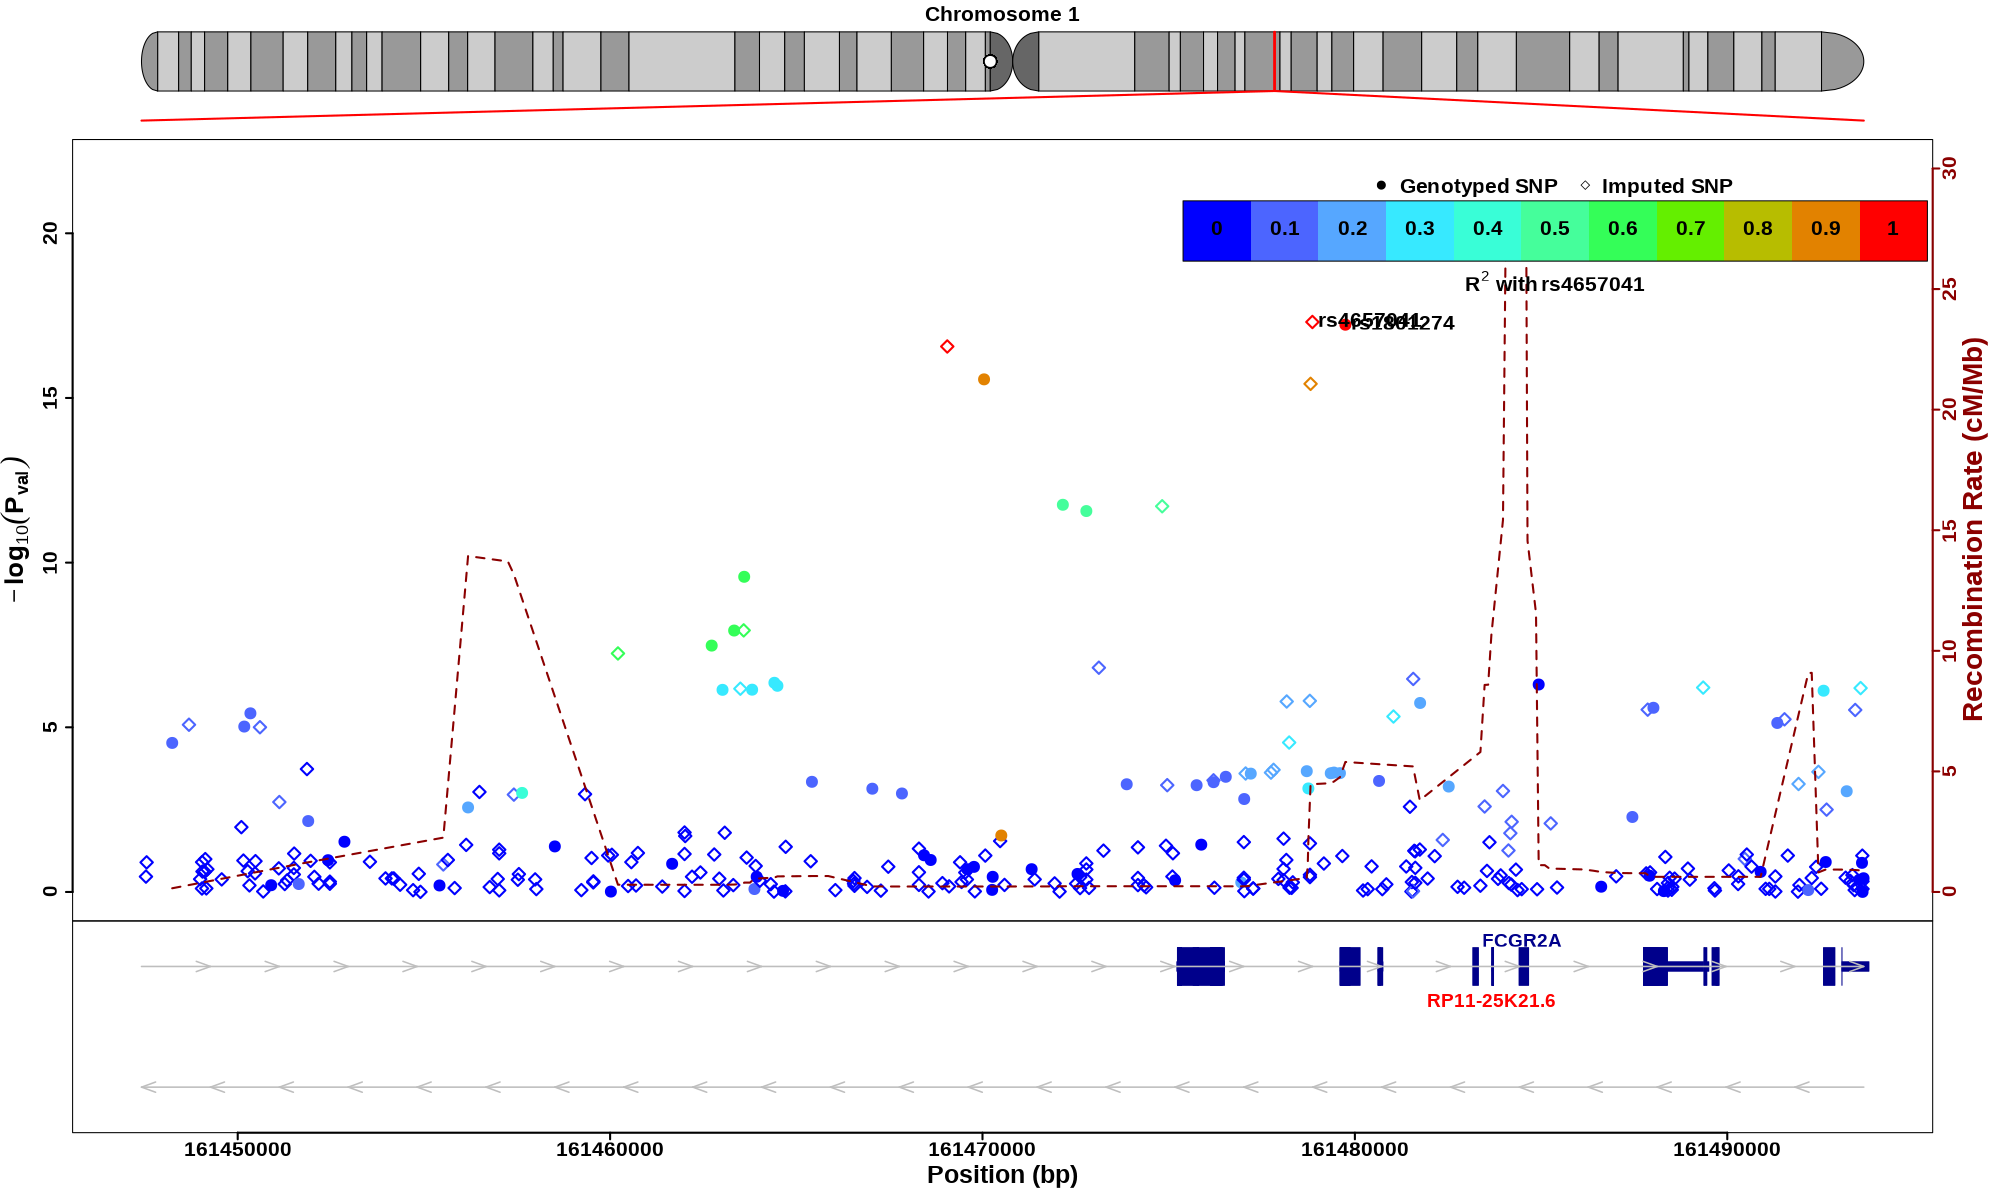 Chromosome 1
Genotyped SNP
Imputed SNP
0 0.1 0.2 0.3 0.4 0.5 0.6 0.7 0.8 0.9 1
R2 with rs4657041
rs4657041
−log10(Pval)
0
5
10
15
20
Recombination Rate (cM/Mb)
0
5
10
15
20
25
30
FCGR2A
RP11-25K21.6
161450000 161460000 161470000 161480000 161490000
Position (bp)